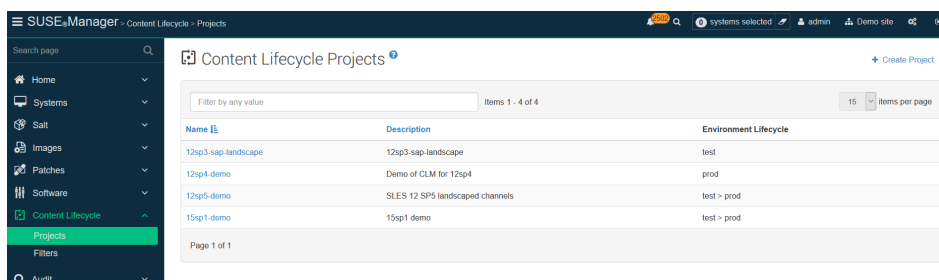 SUSE®Manager > Content Lifecycle > Projects
2502
0 systems selected
admin
Demo site
Search page
Home
Systems
Salt
Images
Patches
Software
Content Lifecycle
Projects
Filters
Audit
Content Lifecycle Projects ?
+ Create Project
Filter by any value
Items 1 - 4 of 4
15 items per page
Name Description Environment Lifecycle
12sp3-sap-landscape 12sp3-sap-landscape test
12sp4-demo Demo of CLM for 12sp4 prod
12sp5-demo SLES 12 SP5 landscaped channels test > prod
15sp1-demo 15sp1 demo test > prod
Page 1 of 1